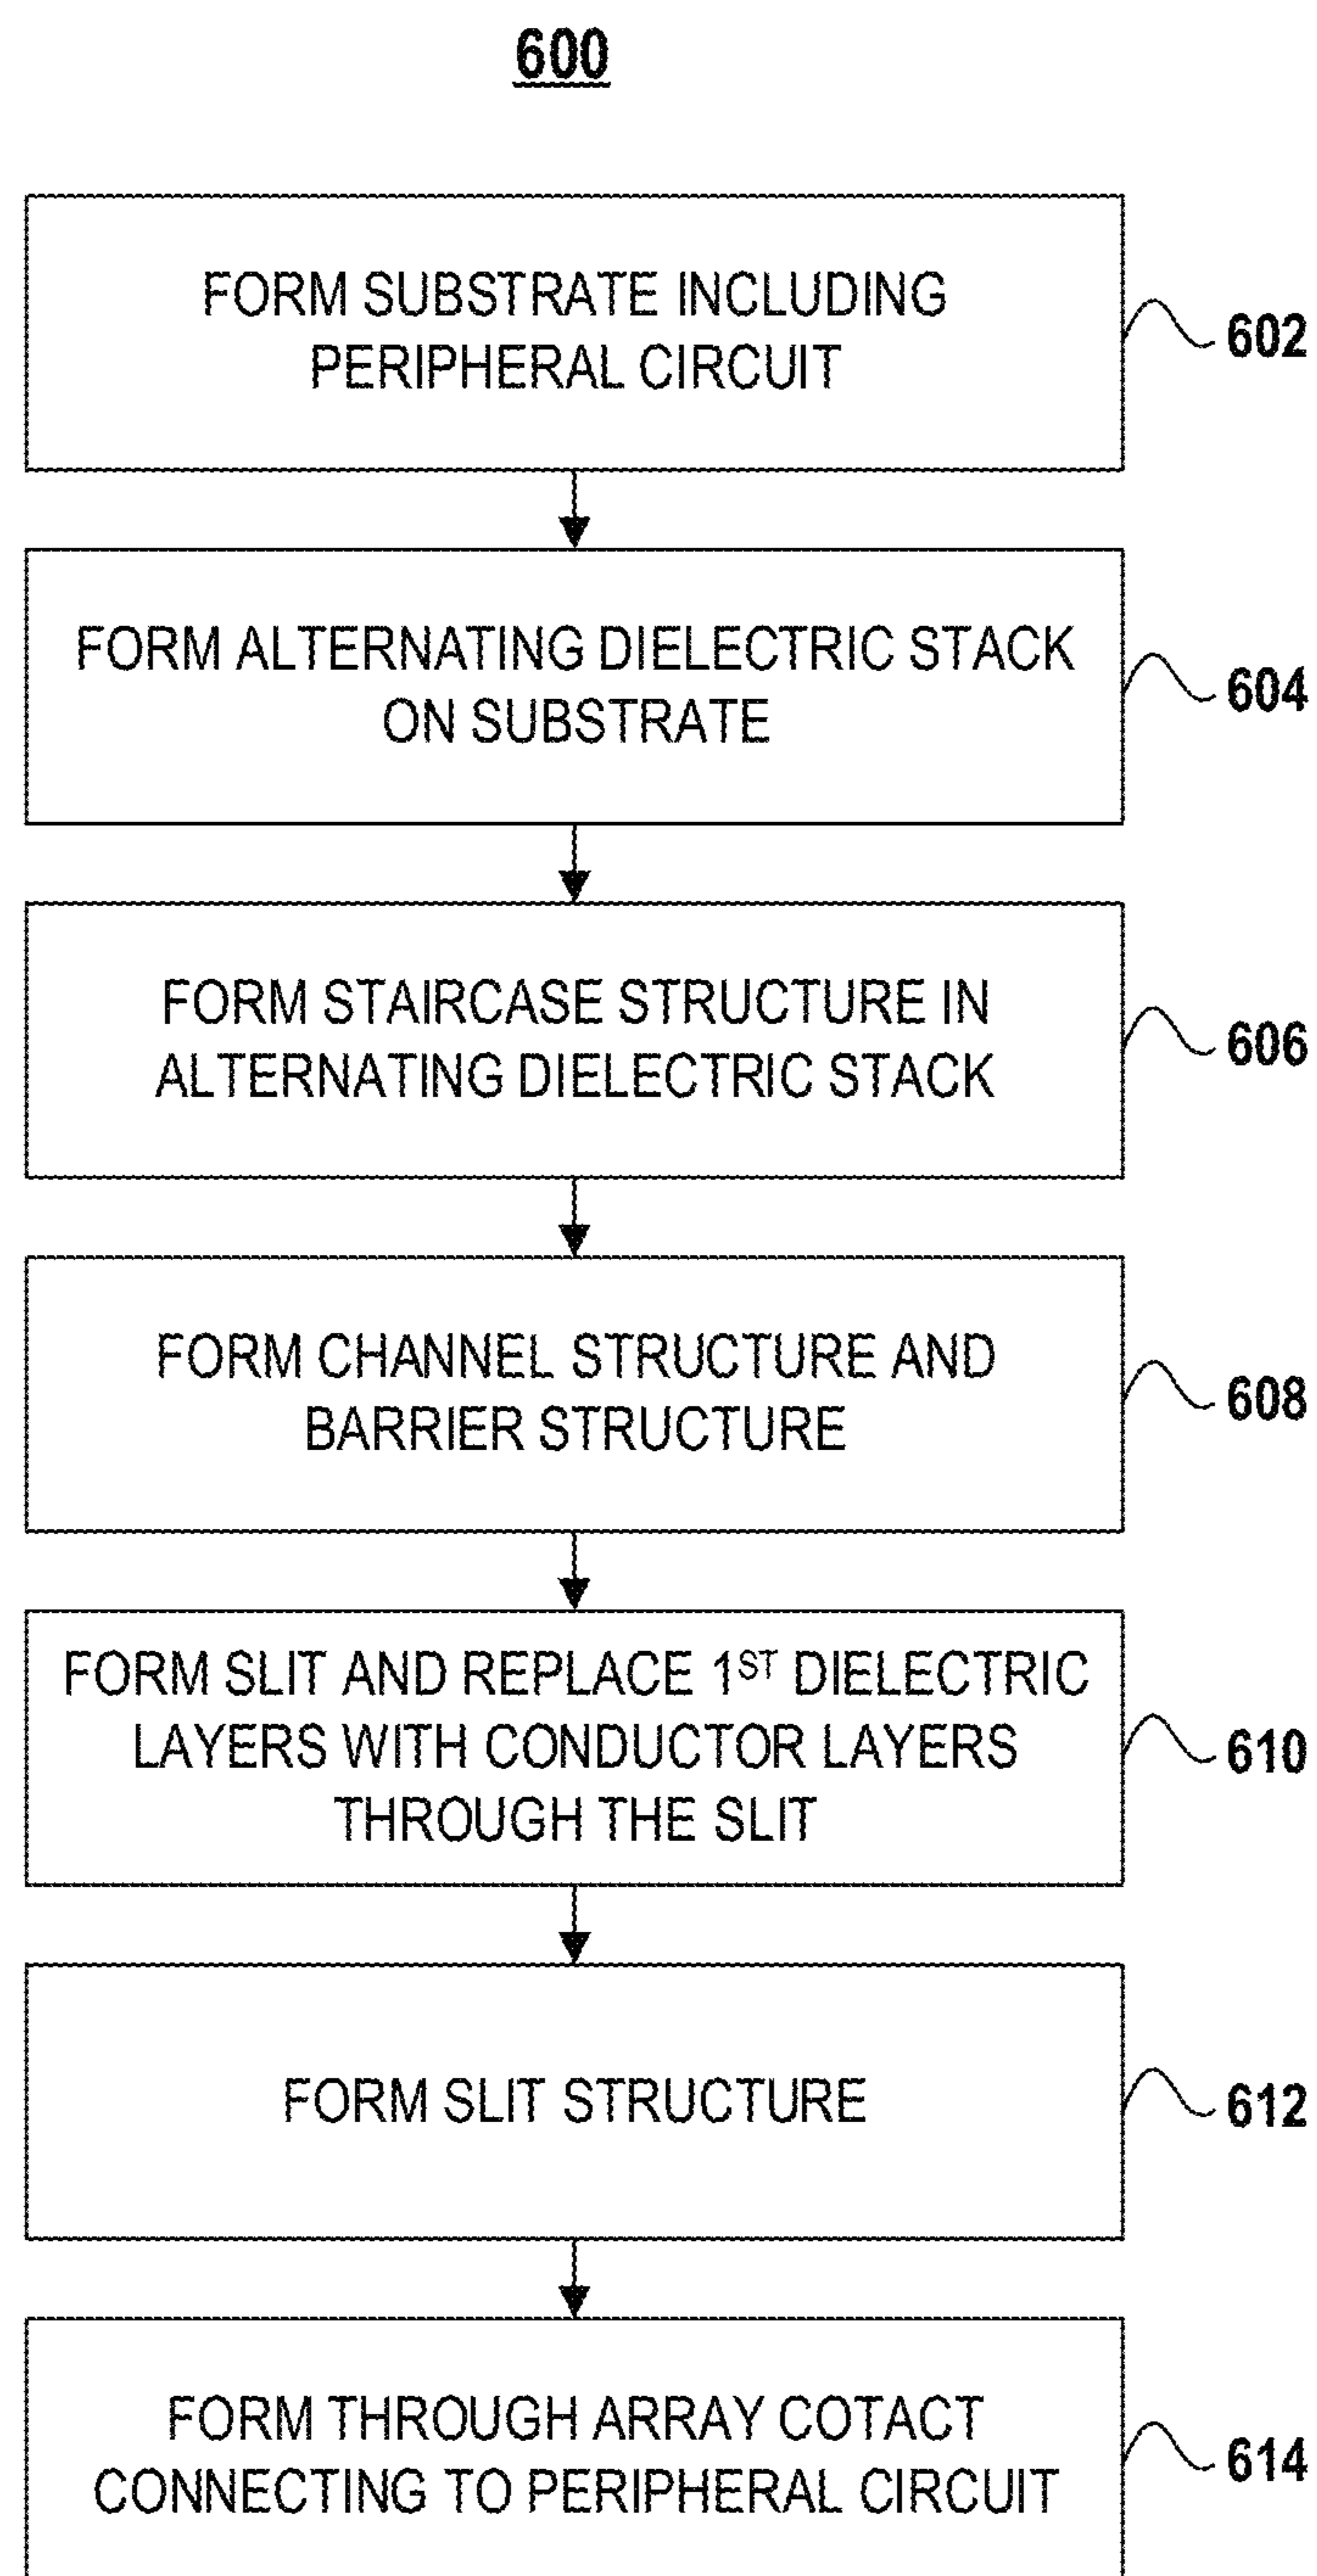 600
FORM SUBSTRATE INCLUDING
PERIPHERAL CIRCUIT
602
FORM ALTERNATING DIELECTRIC STACK
ON SUBSTRATE
604
FORM STAIRCASE STRUCTURE IN
ALTERNATING DIELECTRIC STACK
606
FORM CHANNEL STRUCTURE AND
BARRIER STRUCTURE
608
FORM SLIT AND REPLACE 1ST DIELECTRIC
LAYERS WITH CONDUCTOR LAYERS
THROUGH THE SLIT
610
FORM SLIT STRUCTURE
612
FORM THROUGH ARRAY COTACT
CONNECTING TO PERIPHERAL CIRCUIT
614